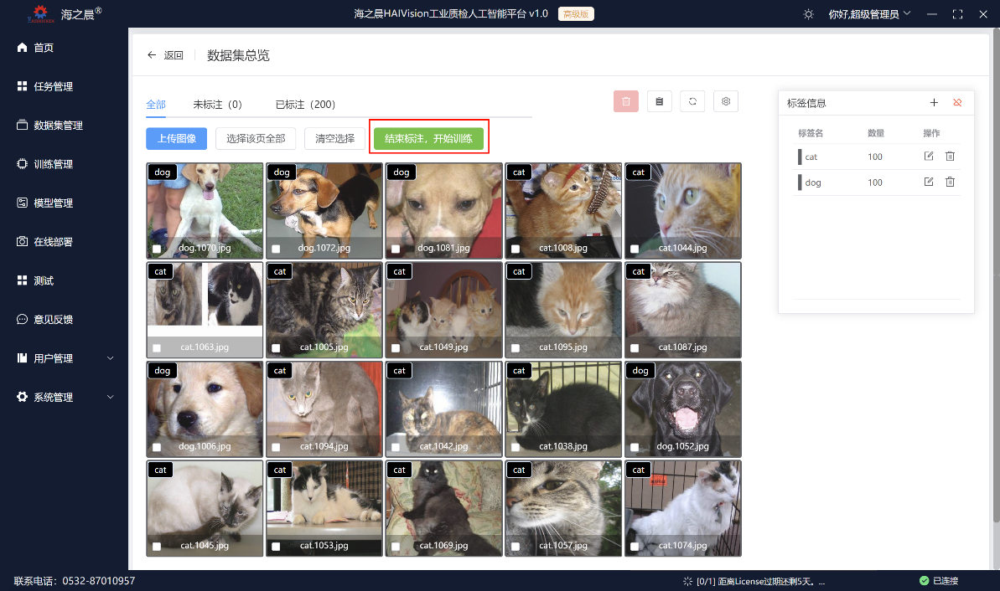 海之晨®
海之晨HAIVision工业质检人工智能平台 v1.0 高级版
你好,超级管理员
首页
任务管理
数据集管理
训练管理
模型管理
在线部署
测试
意见反馈
用户管理
系统管理
返回 数据集总览
全部 未标注（0） 已标注（200）
上传图像 选择该页全部 清空选择 结束标注，开始训练
dog dog dog cat cat
dog.1070.jpg dog.1072.jpg dog.1081.jpg cat.1008.jpg cat.1044.jpg
cat cat cat cat cat
cat.1063.jpg cat.1005.jpg cat.1049.jpg cat.1095.jpg cat.1087.jpg
dog cat cat cat dog
dog.1006.jpg cat.1094.jpg cat.1042.jpg cat.1038.jpg dog.1052.jpg
cat cat cat cat cat
cat.1045.jpg cat.1053.jpg cat.1069.jpg cat.1057.jpg cat.1074.jpg
标签信息
标签名 数量 操作
cat 100
dog 100
联系电话：0532-87010957
[0/1] 距离License过期还剩5天。...
已连接